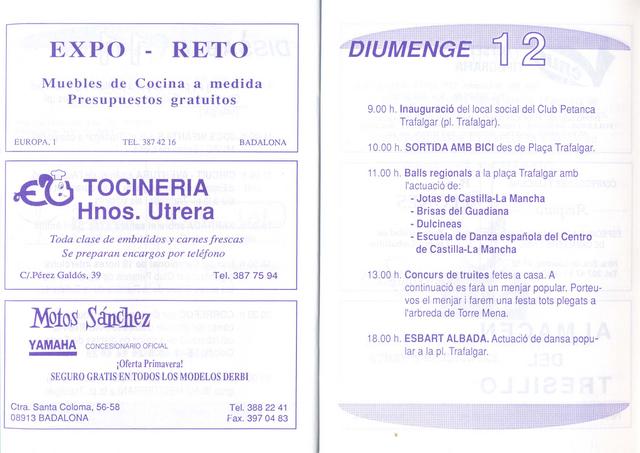 EXPO - RETO
Muebles de Cocina a medida
Presupuestos gratuitos
EUROPA, 1 TEL. 387 42 16 BADALONA
TOCINERIA
Hnos. Utrera
Toda clase de embutidos y carnes frescas
Se preparan encargos por teléfono
C/.Pérez Galdós, 39 Tel. 387 75 94
Motos Sánchez
YAMAHA CONCESIONARIO OFICIAL
¡Oferta Primavera!
SEGURO GRATIS EN TODOS LOS MODELOS DERBI
Ctra. Santa Coloma, 56-58 Tel. 388 22 41
08913 BADALONA Fax. 397 04 83
DIUMENGE 12
9.00 h. Inauguració del local social del Club Petanca
Trafalgar (pl. Trafalgar).
10.00 h. SORTIDA AMB BICI des de Plaça Trafalgar.
11.00 h. Balls regionals a la plaça Trafalgar amb
l'actuació de:
- Jotas de Castilla-La Mancha
- Brisas del Guadiana
- Dulcineas
- Escuela de Danza española del Centro
de Castilla-La Mancha
13.00 h. Concurs de truites fetes a casa. A
continuació es farà un menjar popular. Porteu-
vos el menjar i farem una festa tots plegats a
l'arbreda de Torre Mena.
18.00 h. ESBART ALBADA. Actuació de dansa popu-
lar a la pl. Trafalgar.